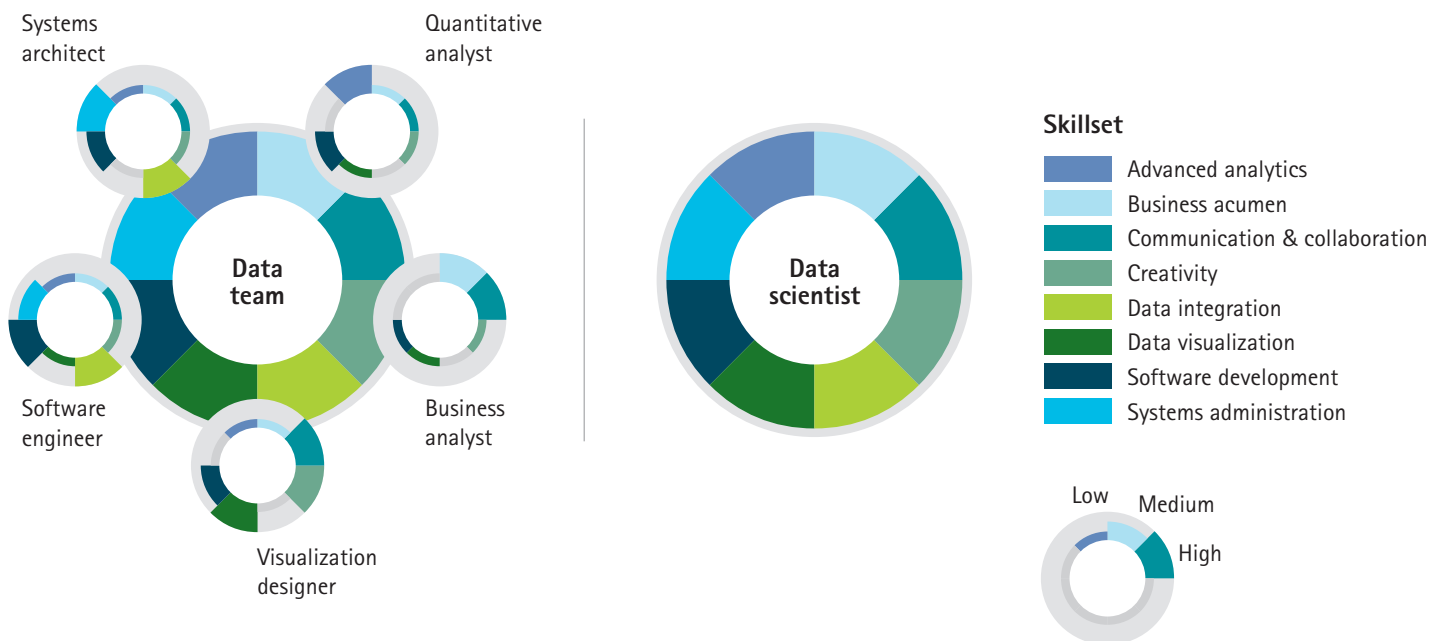 Systems
architect
Quantitative
analyst
Data
team
Software
engineer
Business
analyst
Visualization
designer
Data
scientist
Skillset
Advanced analytics
Business acumen
Communication & collaboration
Creativity
Data integration
Data visualization
Software development
Systems administration
Low
Medium
High